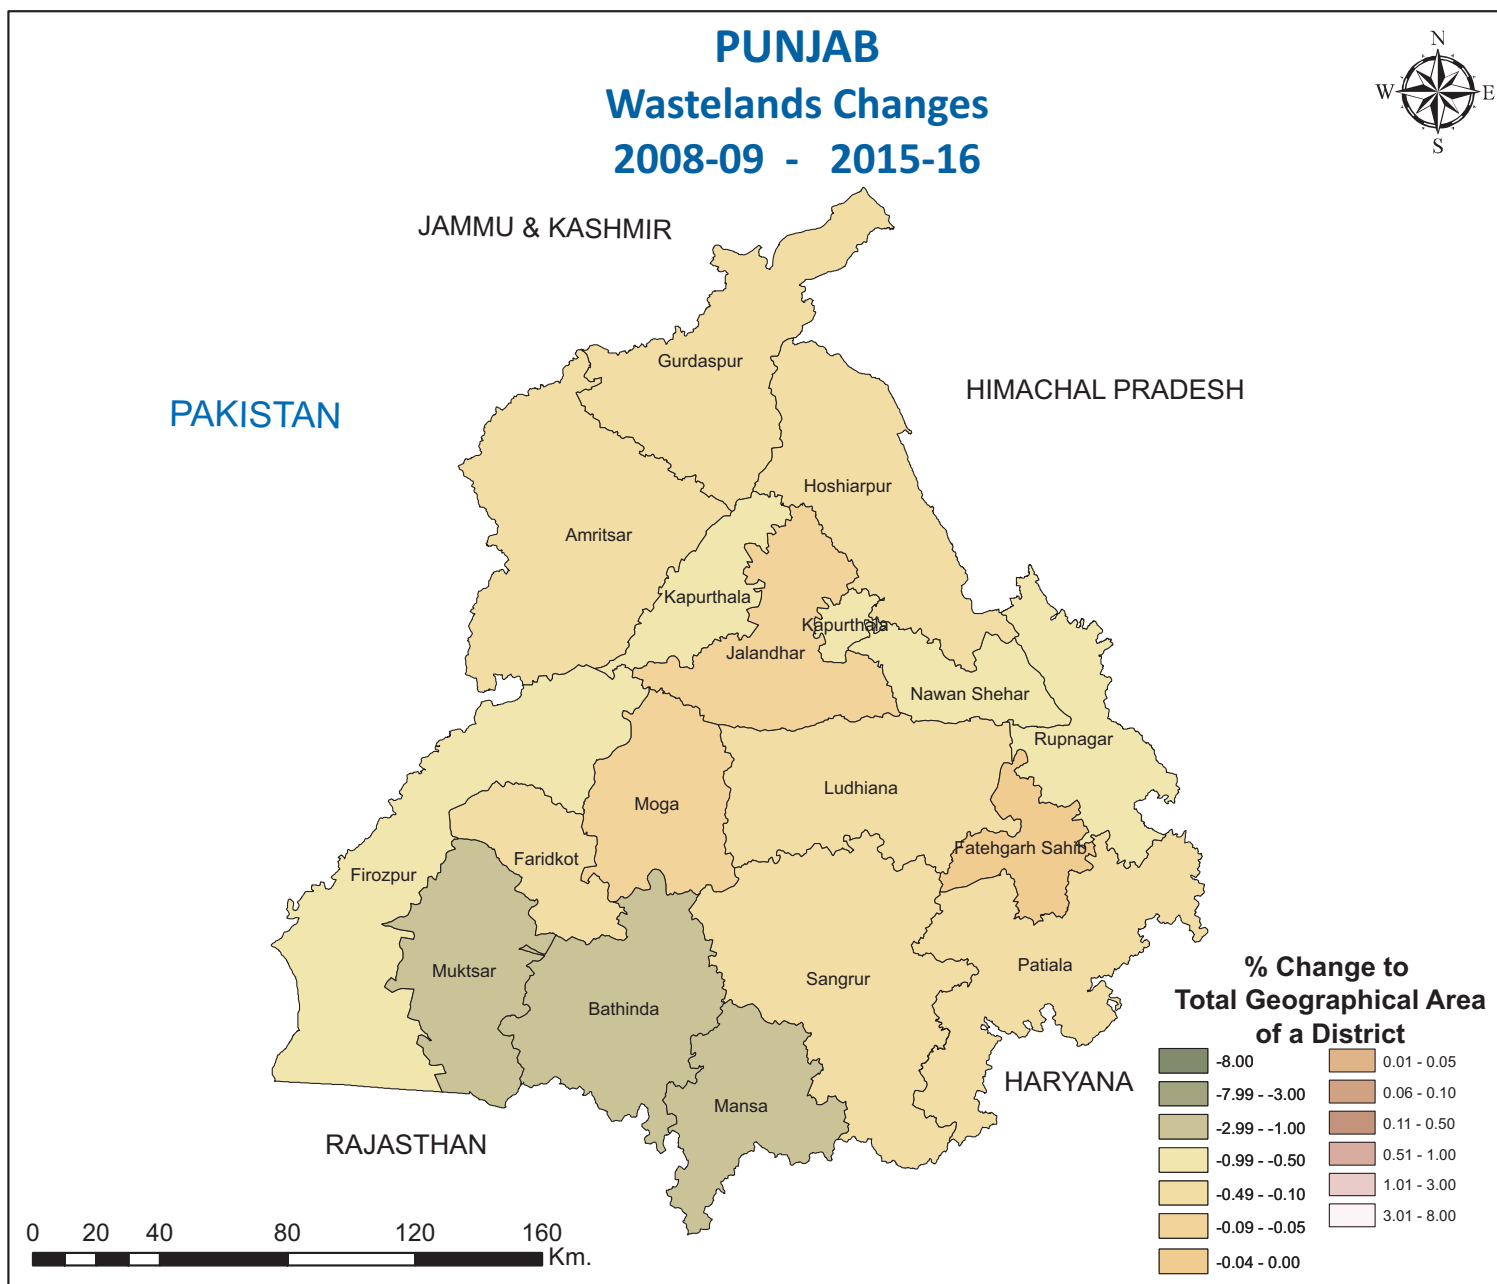 PUNJAB
Wastelands Changes
2008-09 - 2015-16
N
W E
S
JAMMU & KASHMIR
HIMACHAL PRADESH
PAKISTAN
Gurdaspur
Hoshiarpur
Amritsar
Kapurthala
Kapurthala
Jalandhar
Nawan Shehar
Rupnagar
Ludhiana
Moga
Fatehgarh Sahib
Faridkot
Firozpur
Patiala
Muktsar
Sangrur
Bathinda
Mansa
HARYANA
RAJASTHAN
% Change to
Total Geographical Area
of a District
-8.00
-7.99 - -3.00
-2.99 - -1.00
-0.99 - -0.50
-0.49 - -0.10
-0.09 - -0.05
-0.04 - 0.00
0.01 - 0.05
0.06 - 0.10
0.11 - 0.50
0.51 - 1.00
1.01 - 3.00
3.01 - 8.00
0 20 40 80 120 160
Km.